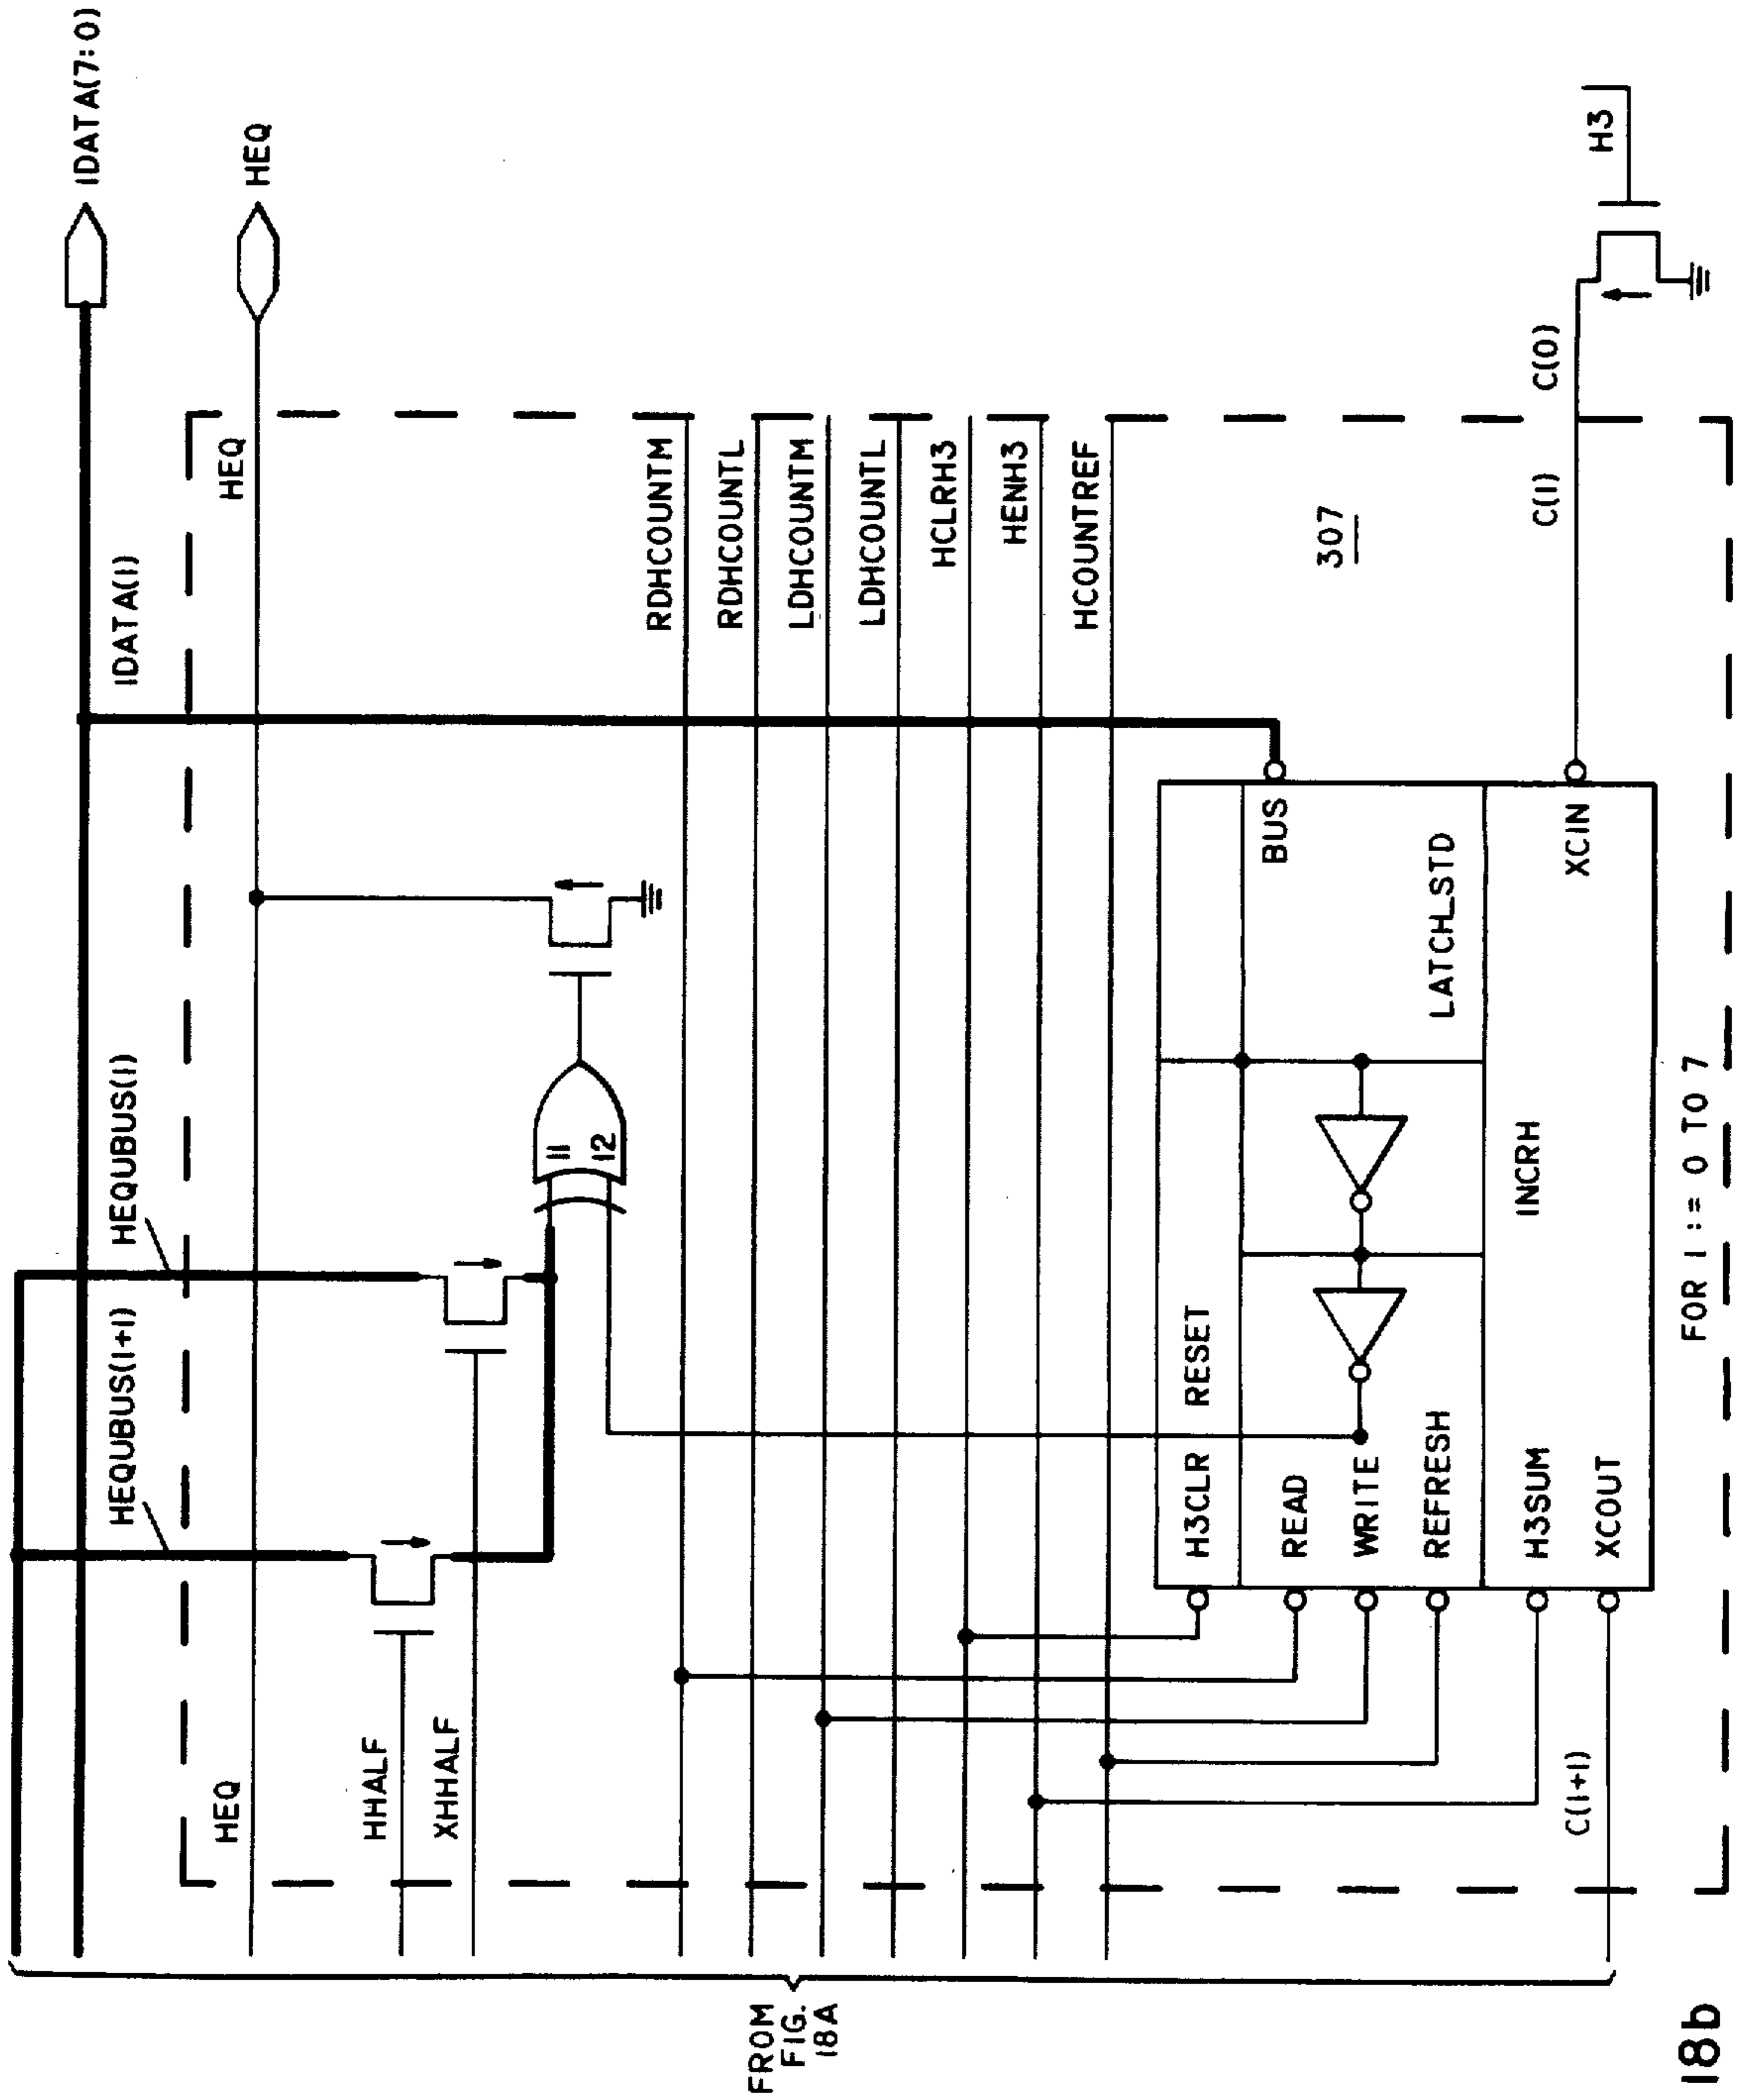 IDATA(7:0)
HEQ
IDATA(I)
HEQUBUS(I)
HEQUBUS(I+I)
HEQ
HEQ
HHALF
XHHALF
I1
I2
RDHCOUNTM
RDHCOUNTL
LDHCOUNTM
LDHCOUNTL
HCLRH3
HENH3
HCOUNTREF
307
H3
C(I)
C(0)
H3CLR RESET
READ
WRITE
REFRESH
BUS
LATCHLSTD
H3SUM
XCOUT
INCRH
XCIN
C(I+I)
FOR I := 0 TO 7
FROM
FIG.
18A
18b